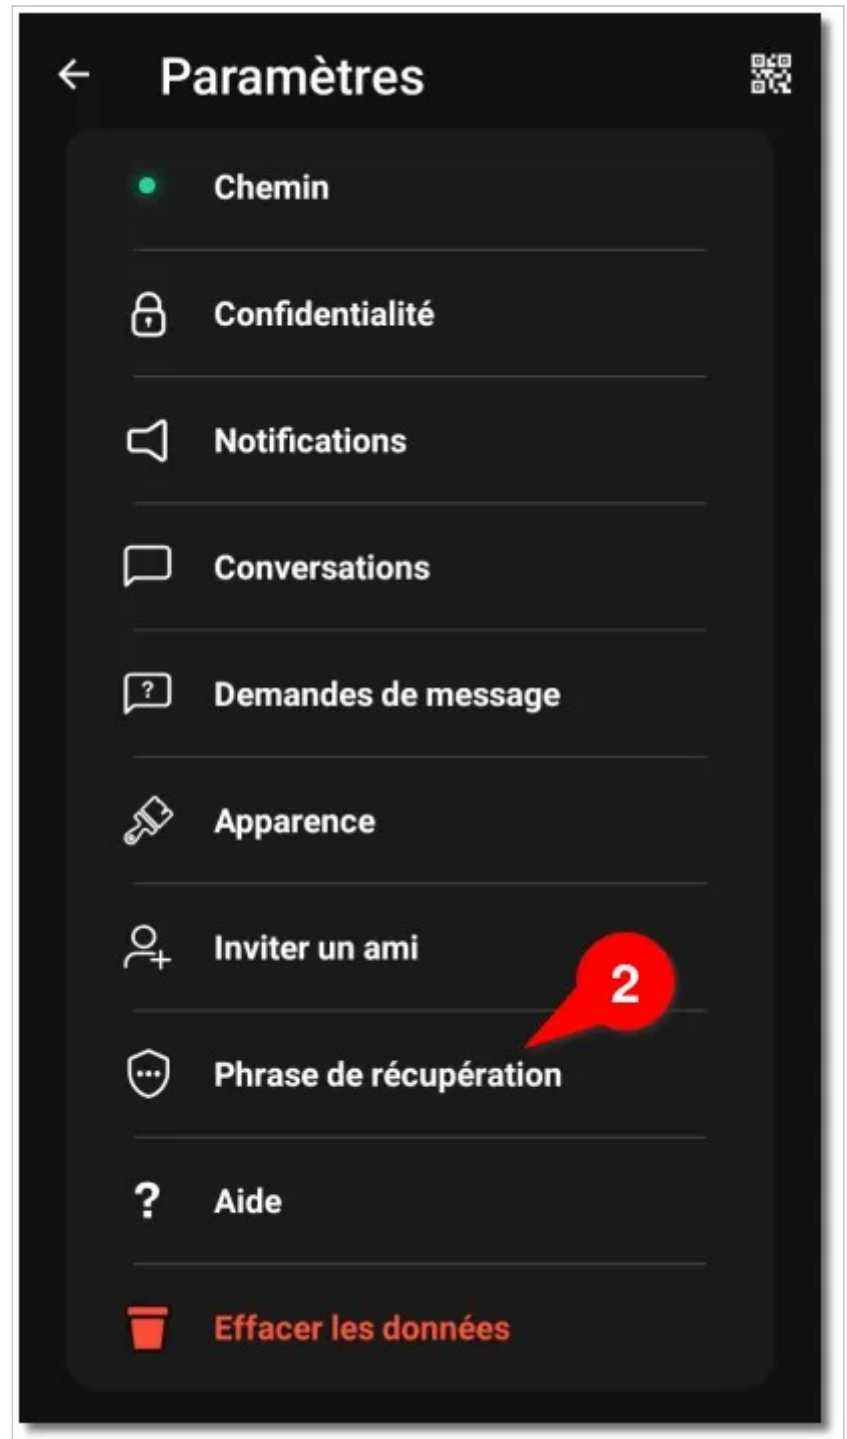 Paramètres
Chemin
Confidentialité
Notifications
Conversations
Demandes de message
Apparence
Inviter un ami
2
Phrase de récupération
? Aide
Effacer les données